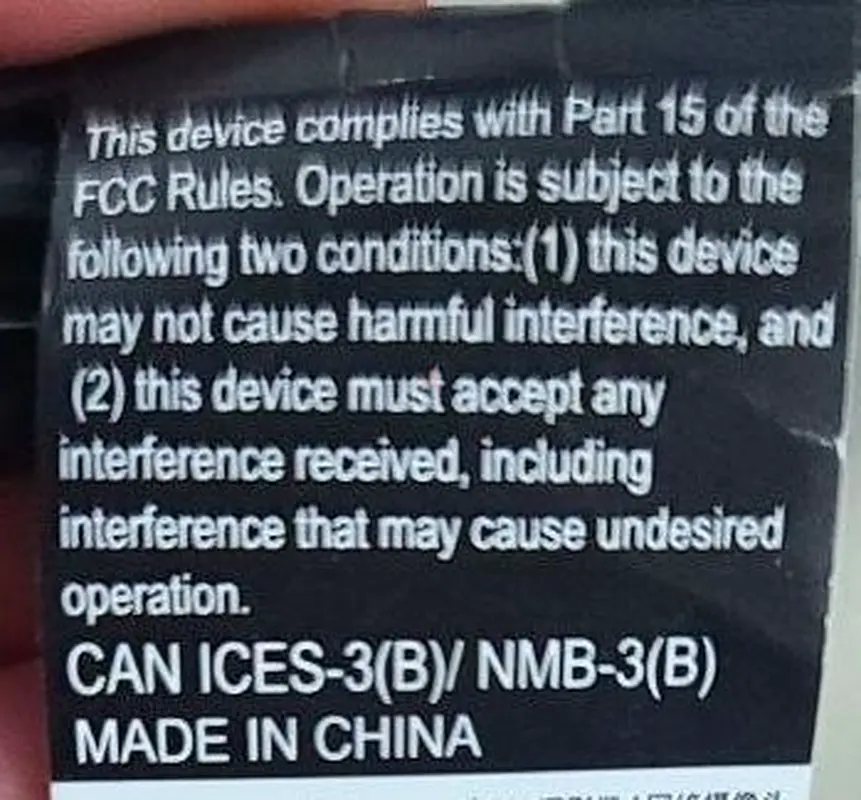 This device complies with Part 15 of the
FCC Rules. Operation is subject to the
following two conditions:(1) this device
may not cause harmful interference, and
(2) this device must accept any
interference received, including
interference that may cause undesired
operation.
CAN ICES-3(B)/ NMB-3(B)
MADE IN CHINA